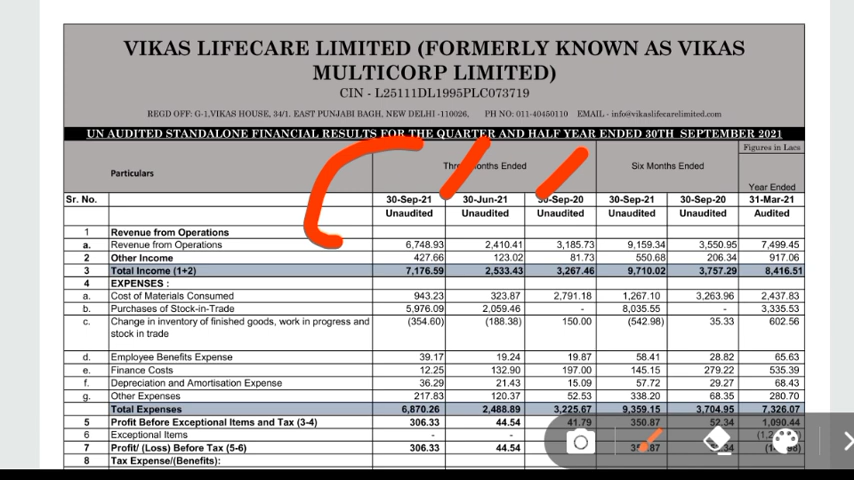 VIKAS LIFECARE LIMITED (FORMERLY KNOWN AS VIKAS
MULTICORP LIMITED)
CIN - L25111DL1995PLC073719
REGD OFF: G-1,VIKAS HOUSE, 34/1. EAST PUNJABI BAGH, NEW DELHI -110026, PH NO: 011-40450110 EMAIL - info@vikaslifecarelimited.com
UN AUDITED STANDALONE FINANCIAL RESULTS FOR THE QUARTER AND HALF YEAR ENDED 30TH SEPTEMBER 2021
Figures in Lacs
Particulars Three Months Ended Six Months Ended Year Ended
Sr. No. 30-Sep-21 30-Jun-21 30-Sep-20 30-Sep-21 30-Sep-20 31-Mar-21
Unaudited Unaudited Unaudited Unaudited Unaudited Audited
1 Revenue from Operations
a. Revenue from Operations 6,748.93 2,410.41 3,185.73 9,159.34 3,550.95 7,499.45
2 Other Income 427.66 123.02 81.73 550.68 206.34 917.06
3 Total Income (1+2) 7,176.59 2,533.43 3,267.46 9,710.02 3,757.29 8,416.51
4 EXPENSES :
a. Cost of Materials Consumed 943.23 323.87 2,791.18 1,267.10 3,263.96 2,437.83
b. Purchases of Stock-in-Trade 5,976.09 2,059.46 - 8,035.55 - 3,335.53
c. Change in inventory of finished goods, work in progress and (354.60) (188.38) 150.00 (542.98) 35.33 602.56
stock in trade
d. Employee Benefits Expense 39.17 19.24 19.87 58.41 28.82 65.63
e. Finance Costs 12.25 132.90 197.00 145.15 279.22 535.39
f. Depreciation and Amortisation Expense 36.29 21.43 15.09 57.72 29.27 68.43
g. Other Expenses 217.83 120.37 52.53 338.20 68.35 280.70
Total Expenses 6,870.26 2,488.89 3,225.67 9,359.15 3,704.95 7,326.07
5 Profit Before Exceptional Items and Tax (3-4) 306.33 44.54 41.79 350.87 52.34 1,090.44
6 Exceptional Items - -
7 Profit/ (Loss) Before Tax (5-6) 306.33 44.54
8 Tax Expense/(Benefits):